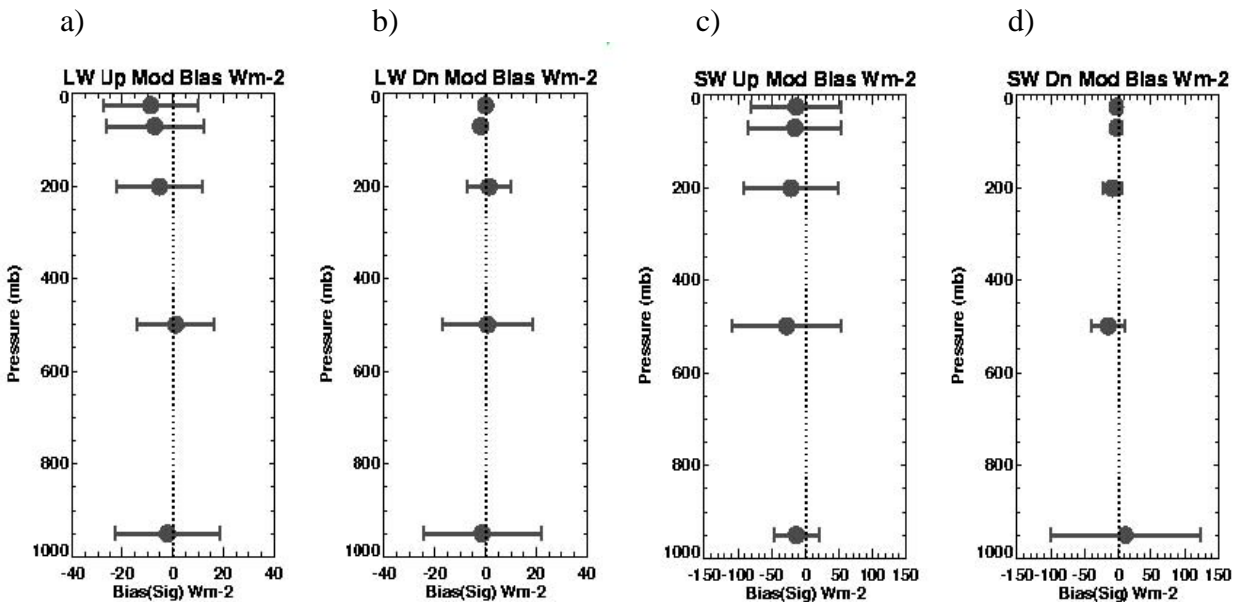 a)
b)
c)
d)
LW Up Mod Bias Wm-2
LW Dn Mod Bias Wm-2
SW Up Mod Bias Wm-2
SW Dn Mod Bias Wm-2
0
200
400
600
800
1000
Pressure (mb)
-40 -20 0 20 40
Bias(Sig) Wm-2
0
200
400
600
800
1000
Pressure (mb)
-40 -20 0 20 40
Bias(Sig) Wm-2
0
200
400
600
800
1000
Pressure (mb)
-150 -100 -50 0 50 100 150
Bias(Sig) Wm-2
0
200
400
600
800
1000
Pressure (mb)
-150 -100 -50 0 50 100 150
Bias(Sig) Wm-2